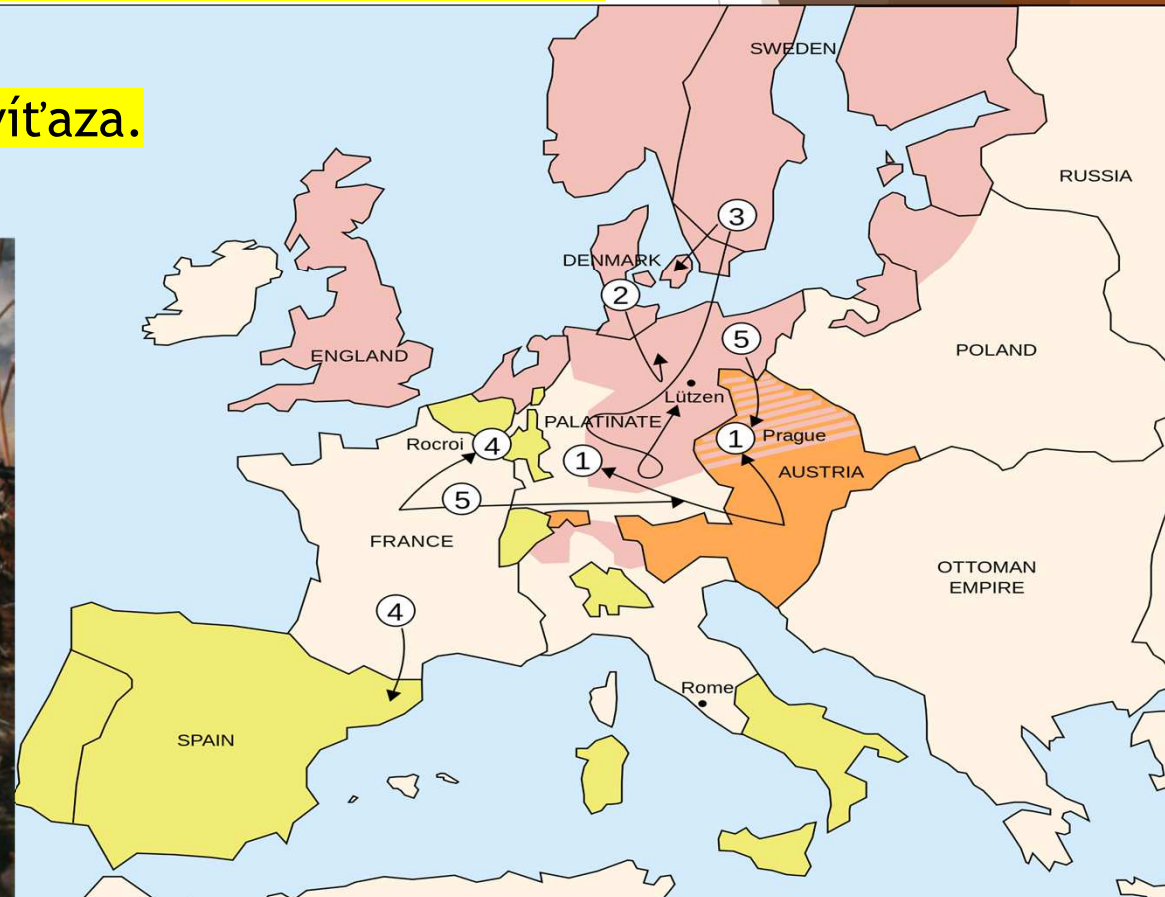 víťaza.
SWEDEN
RUSSIA
3
DENMARK
2
ENGLAND
5
POLAND
Lützen
PALATINATE
Rocroi
4
1
1
Prague
AUSTRIA
5
FRANCE
OTTOMAN
EMPIRE
4
Rome
SPAIN